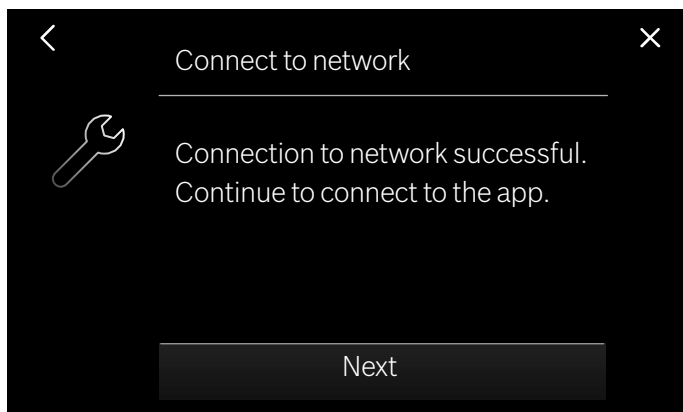 Connect to network
Connection to network successful.
Continue to connect to the app.
Next